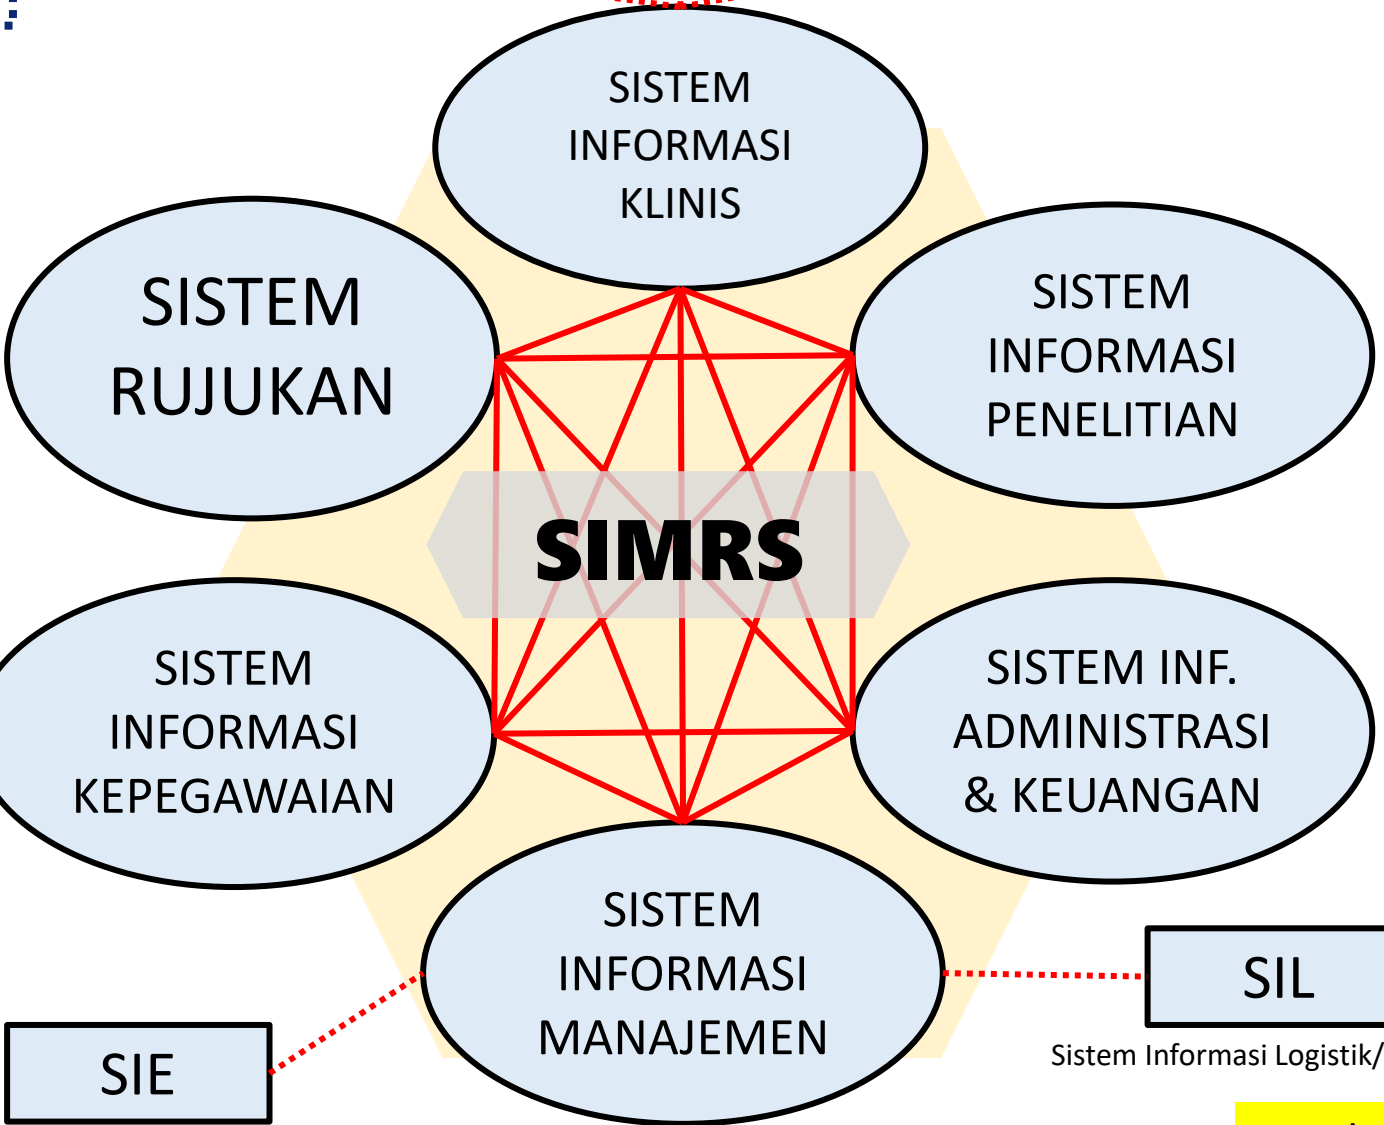 SISTEM
INFORMASI
KLINIS
SISTEM
RUJUKAN
SISTEM
INFORMASI
PENELITIAN
SIMRS
SISTEM
INFORMASI
KEPEGAWAIAN
SISTEM INF.
ADMINISTRASI
& KEUANGAN
SISTEM
INFORMASI
MANAJEMEN
SIL
Sistem Informasi Logistik/
SIE